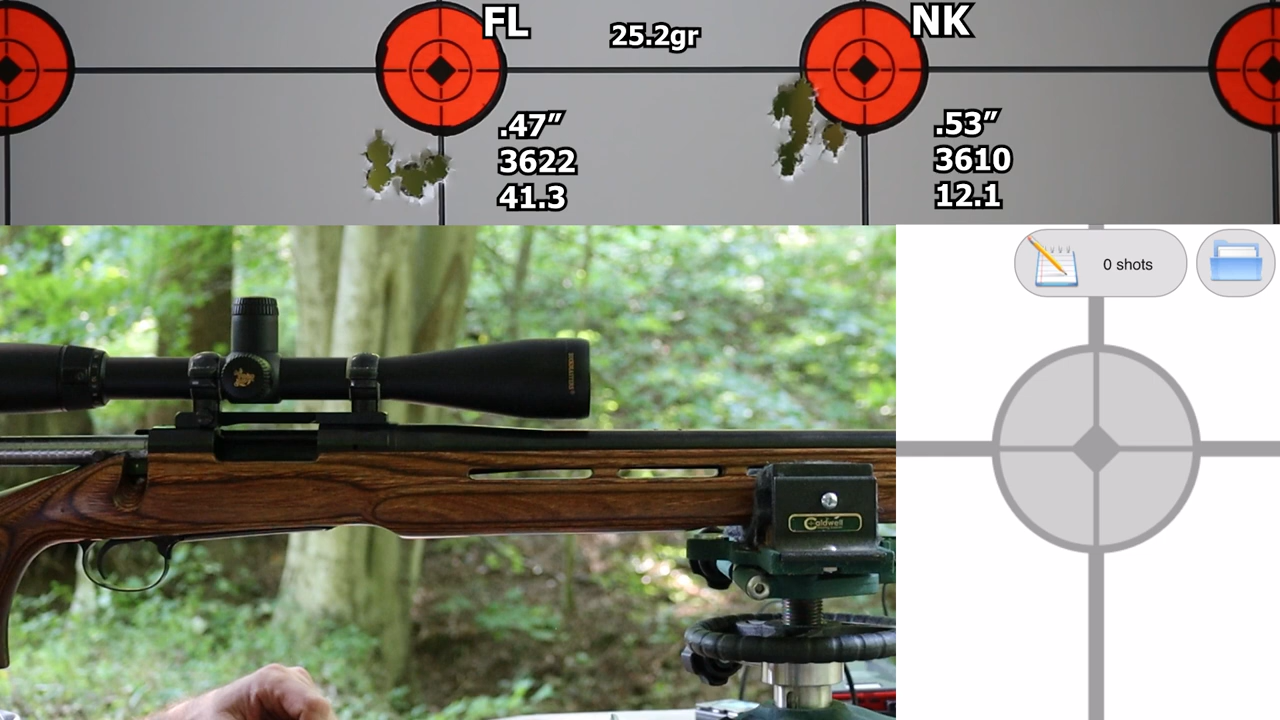 FL
25.2gr
NK
.47"
3622
41.3
.53"
3610
12.1
0 shots
Caldwell